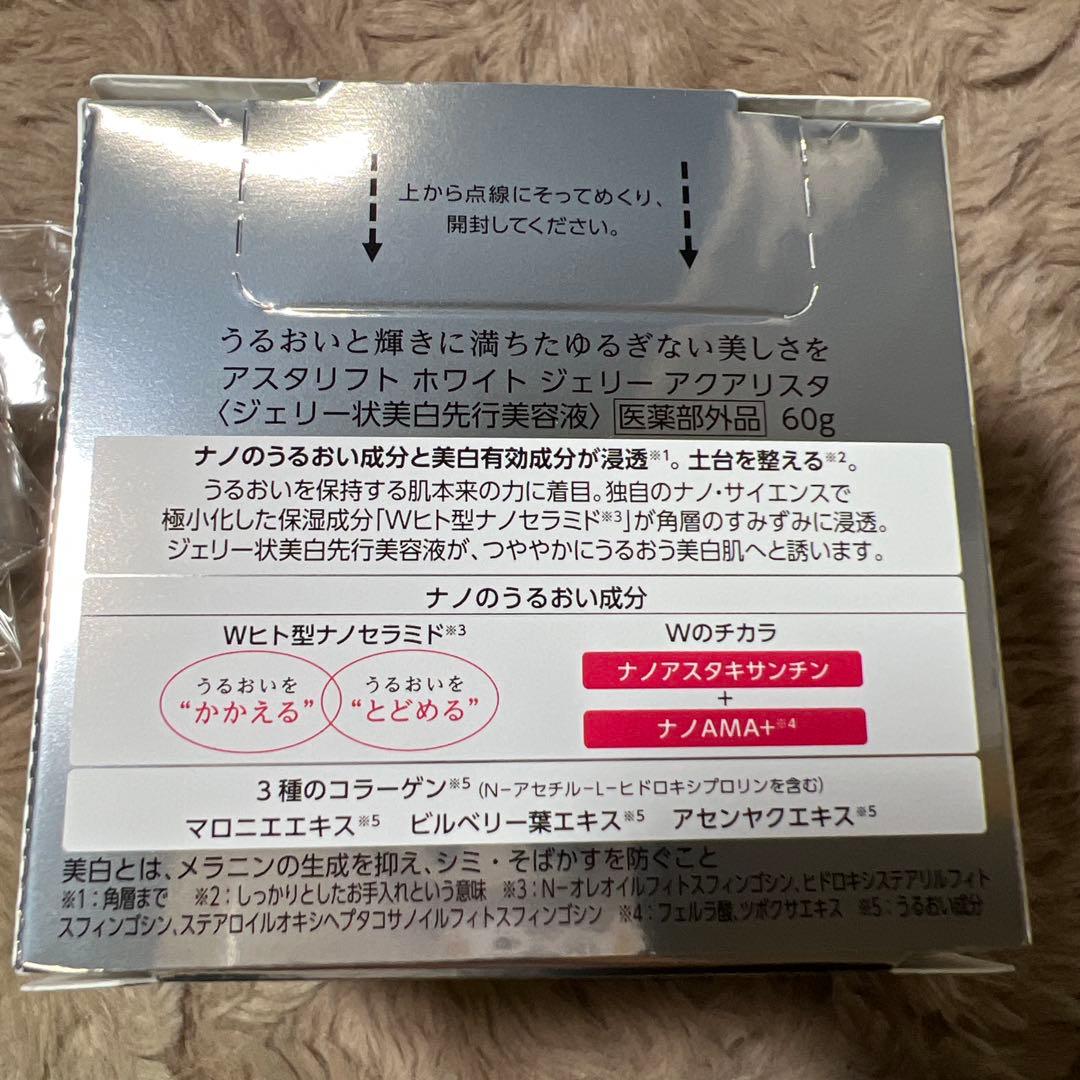 上から点線にそってめくり、
開封してください。
うるおいと輝きに満ちたゆるぎない美しさを
アスタリフト ホワイト ジェリー アクアリスタ
〈ジェリー状美白先行美容液〉 医薬部外品 60g
ナノのうるおい成分と美白有効成分が浸透※1。土台を整える※2。
うるおいを保持する肌本来の力に着目。独自のナノ・サイエンスで
極小化した保湿成分「Wヒト型ナノセラミド※3」が角層のすみずみに浸透。
ジェリー状美白先行美容液が、つややかにうるおう美白肌へと誘います。
ナノのうるおい成分
Wヒト型ナノセラミド※3
うるおいを
“かかえる”
うるおいを
“とどめる”
Wのチカラ
ナノアスタキサンチン
+
ナノAMA+※4
3種のコラーゲン※5 (N-アセチル-L-ヒドロキシプロリンを含む)
マロニエエキス※5 ビルベリー葉エキス※5 アセンヤクエキス※5
美白とは、メラニンの生成を抑え、シミ・そばかすを防ぐこと
※1:角層まで ※2:しっかりとしたお手入れという意味 ※3:N-オレオイルフィトスフィンゴシン、ヒドロキシステアリルフィト
スフィンゴシン、ステアロイルオキシヘプタコサノイルフィトスフィンゴシン ※4:フェルラ酸、ツボクサエキス ※5:うるおい成分